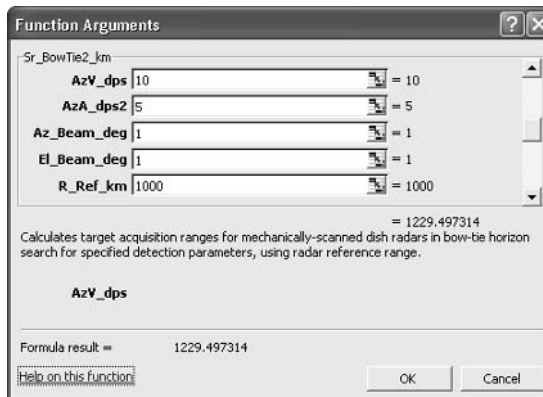 Function Arguments
Sr_BowTie2_km
AzV_dps 10 = 10
AzA_dps2 5 = 5
Az_Beam_deg 1 = 1
El_Beam_deg 1 = 1
R_Ref_km 1000 = 1000
= 1229.497314
Calculates target acquisition ranges for mechanically-scanned dish radars in bow-tie horizon
search for specified detection parameters, using radar reference range.
AzV_dps
Formula result = 1229.497314
Help on this function OK Cancel